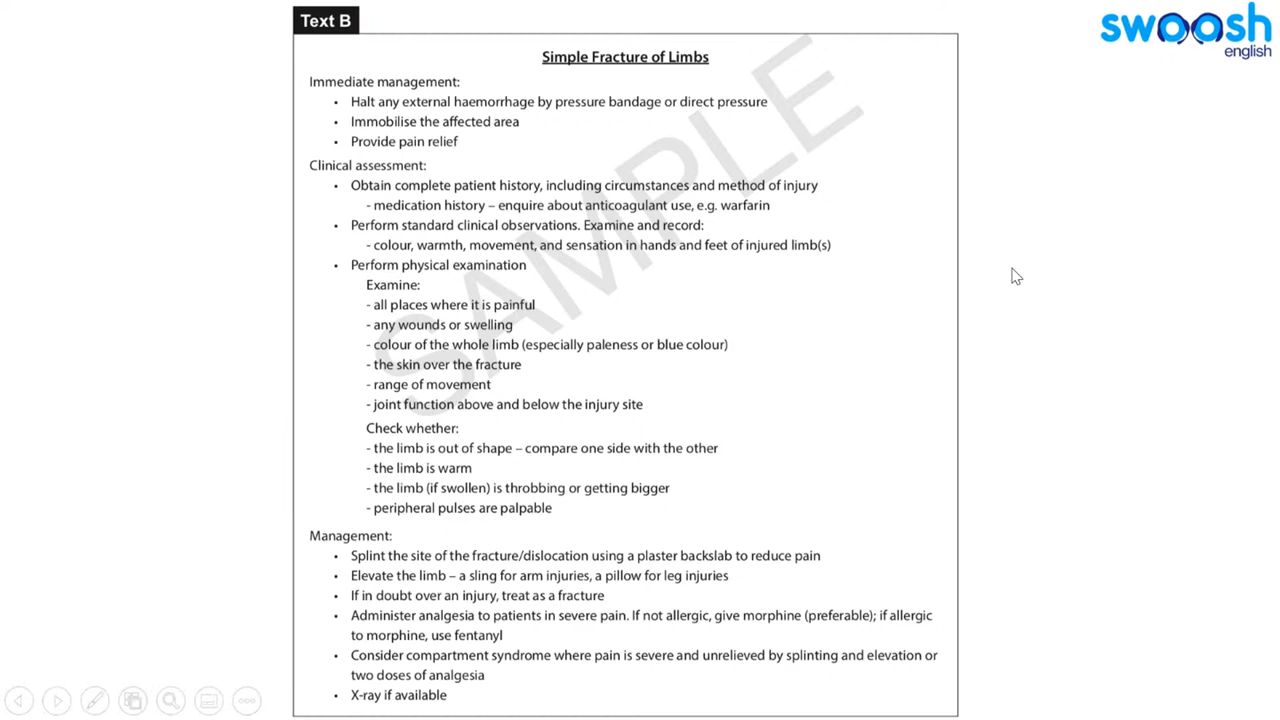 Text B
swoosh
english
Simple Fracture of Limbs
Immediate management:
• Halt any external haemorrhage by pressure bandage or direct pressure
• Immobilise the affected area
• Provide pain relief
Clinical assessment:
• Obtain complete patient history, including circumstances and method of injury
- medication history – enquire about anticoagulant use, e.g. warfarin
• Perform standard clinical observations. Examine and record:
- colour, warmth, movement, and sensation in hands and feet of injured limb(s)
• Perform physical examination
Examine:
- all places where it is painful
- any wounds or swelling
- colour of the whole limb (especially paleness or blue colour)
- the skin over the fracture
- range of movement
- joint function above and below the injury site
Check whether:
- the limb is out of shape – compare one side with the other
- the limb is warm
- the limb (if swollen) is throbbing or getting bigger
- peripheral pulses are palpable
Management:
• Splint the site of the fracture/dislocation using a plaster backslab to reduce pain
• Elevate the limb – a sling for arm injuries, a pillow for leg injuries
• If in doubt over an injury, treat as a fracture
• Administer analgesia to patients in severe pain. If not allergic, give morphine (preferable); if allergic
to morphine, use fentanyl
• Consider compartment syndrome where pain is severe and unrelieved by splinting and elevation or
two doses of analgesia
• X-ray if available
SAMPLE